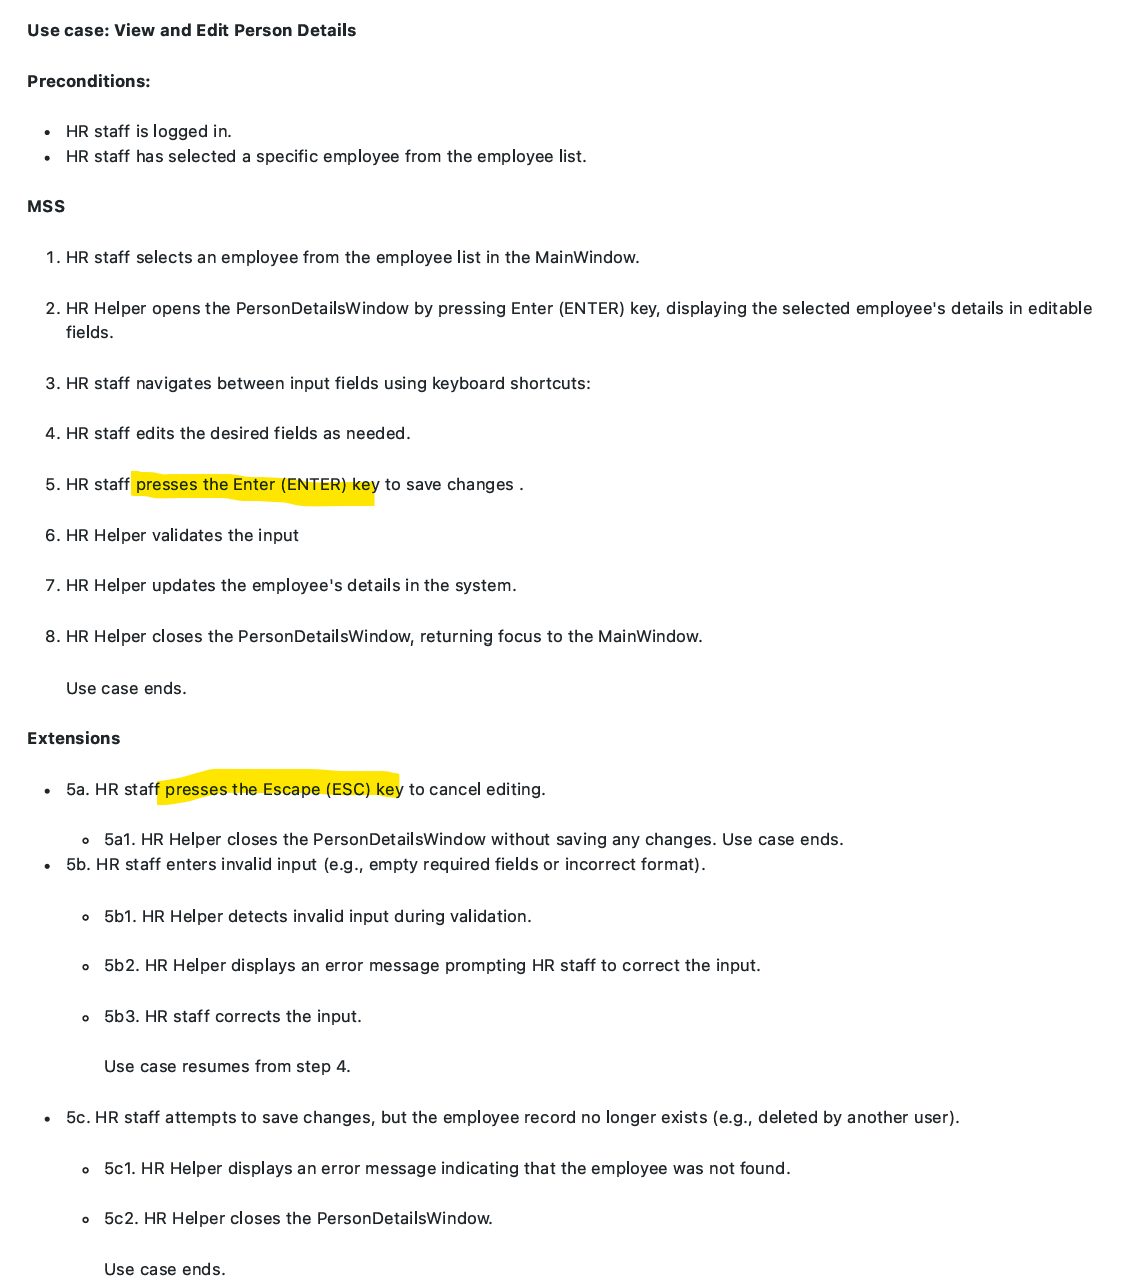 Use case: View and Edit Person Details
Preconditions:
• HR staff is logged in.
• HR staff has selected a specific employee from the employee list.
MSS
1. HR staff selects an employee from the employee list in the MainWindow.
2. HR Helper opens the PersonDetailsWindow by pressing Enter (ENTER) key, displaying the selected employee's details in editable
fields.
3. HR staff navigates between input fields using keyboard shortcuts:
4. HR staff edits the desired fields as needed.
5. HR staff presses the Enter (ENTER) key to save changes .
6. HR Helper validates the input
7. HR Helper updates the employee's details in the system.
8. HR Helper closes the PersonDetailsWindow, returning focus to the MainWindow.
Use case ends.
Extensions
• 5a. HR staff presses the Escape (ESC) key to cancel editing.
◦ 5a1. HR Helper closes the PersonDetailsWindow without saving any changes. Use case ends.
• 5b. HR staff enters invalid input (e.g., empty required fields or incorrect format).
◦ 5b1. HR Helper detects invalid input during validation.
◦ 5b2. HR Helper displays an error message prompting HR staff to correct the input.
◦ 5b3. HR staff corrects the input.
Use case resumes from step 4.
• 5c. HR staff attempts to save changes, but the employee record no longer exists (e.g., deleted by another user).
◦ 5c1. HR Helper displays an error message indicating that the employee was not found.
◦ 5c2. HR Helper closes the PersonDetailsWindow.
Use case ends.